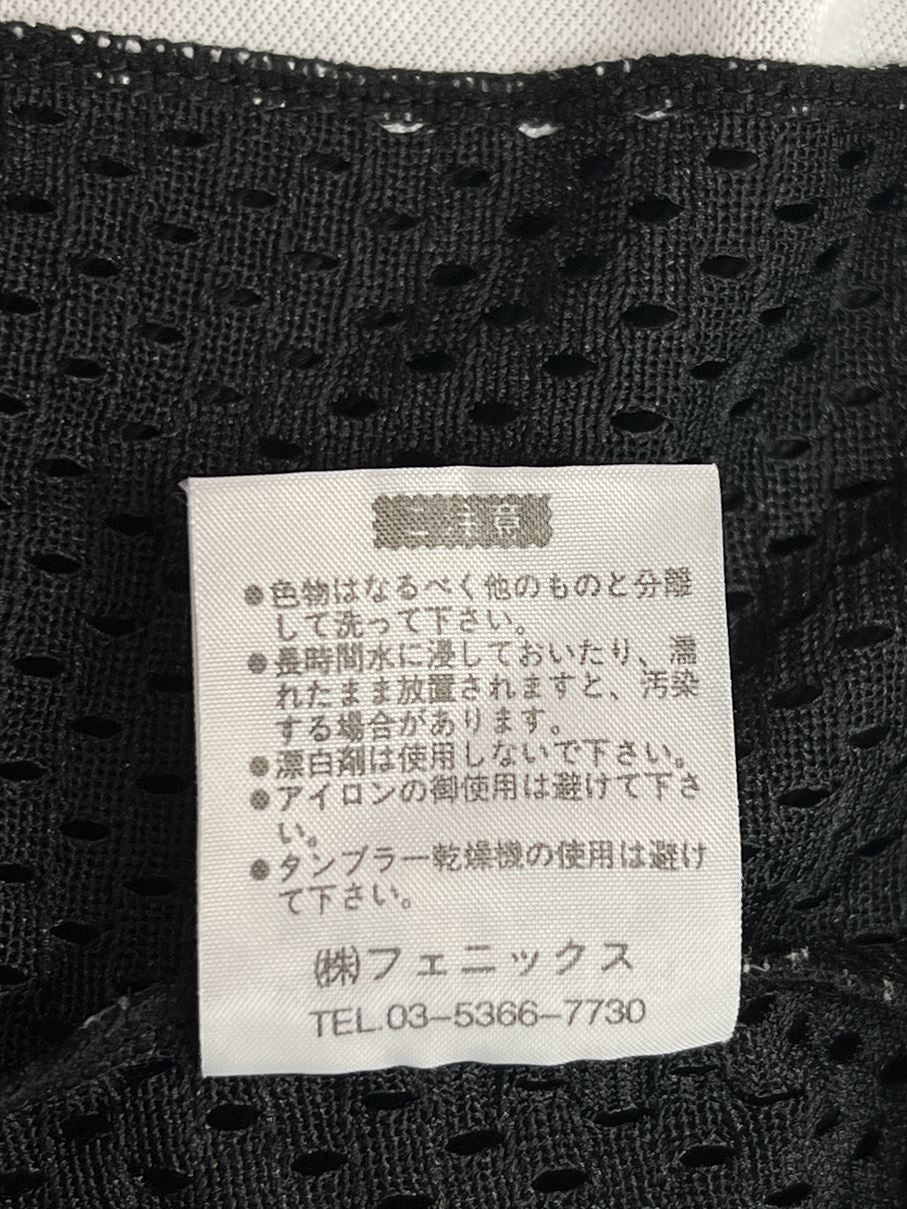 ご注意
●色物はなるべく他のものと分離
して洗って下さい。
●長時間水に浸しておいたり、濡
れたまま放置されますと、汚染
する場合があります。
●漂白剤は使用しないで下さい。
●アイロンの御使用は避けて下さ
い。
●タンブラー乾燥機の使用は避け
て下さい。
㈱フェニックス
TEL.03-5366-7730